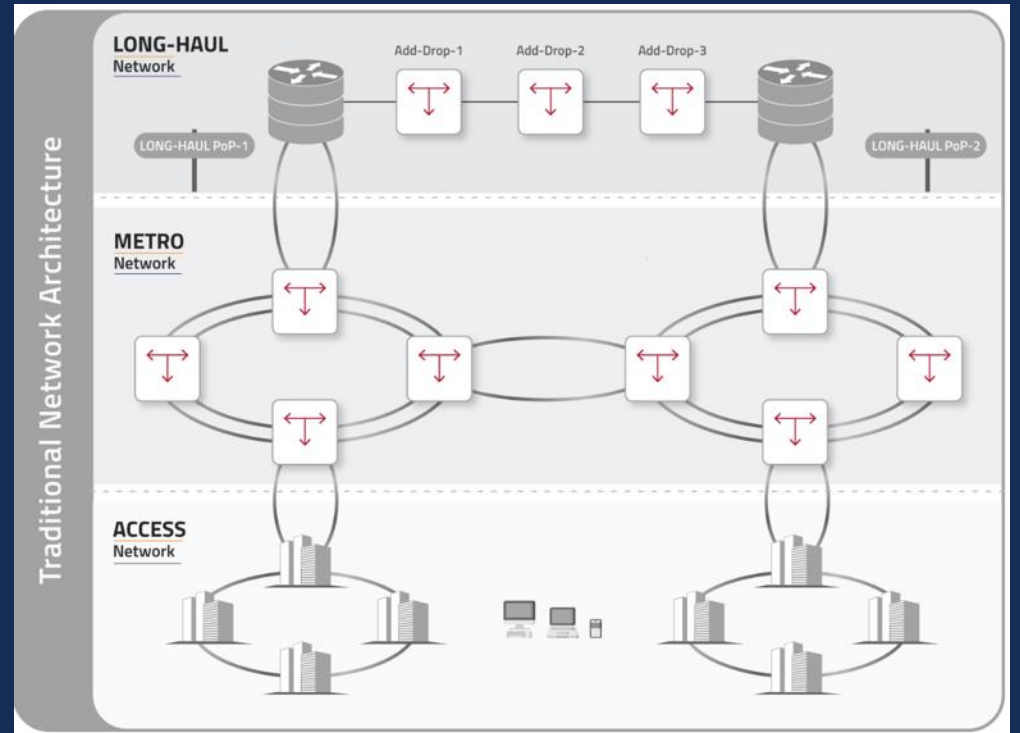 Traditional Network Architecture
LONG-HAUL
Network
Add-Drop-1
Add-Drop-2
Add-Drop-3
LONG-HAUL PoP-1
LONG-HAUL PoP-2
METRO
Network
ACCESS
Network